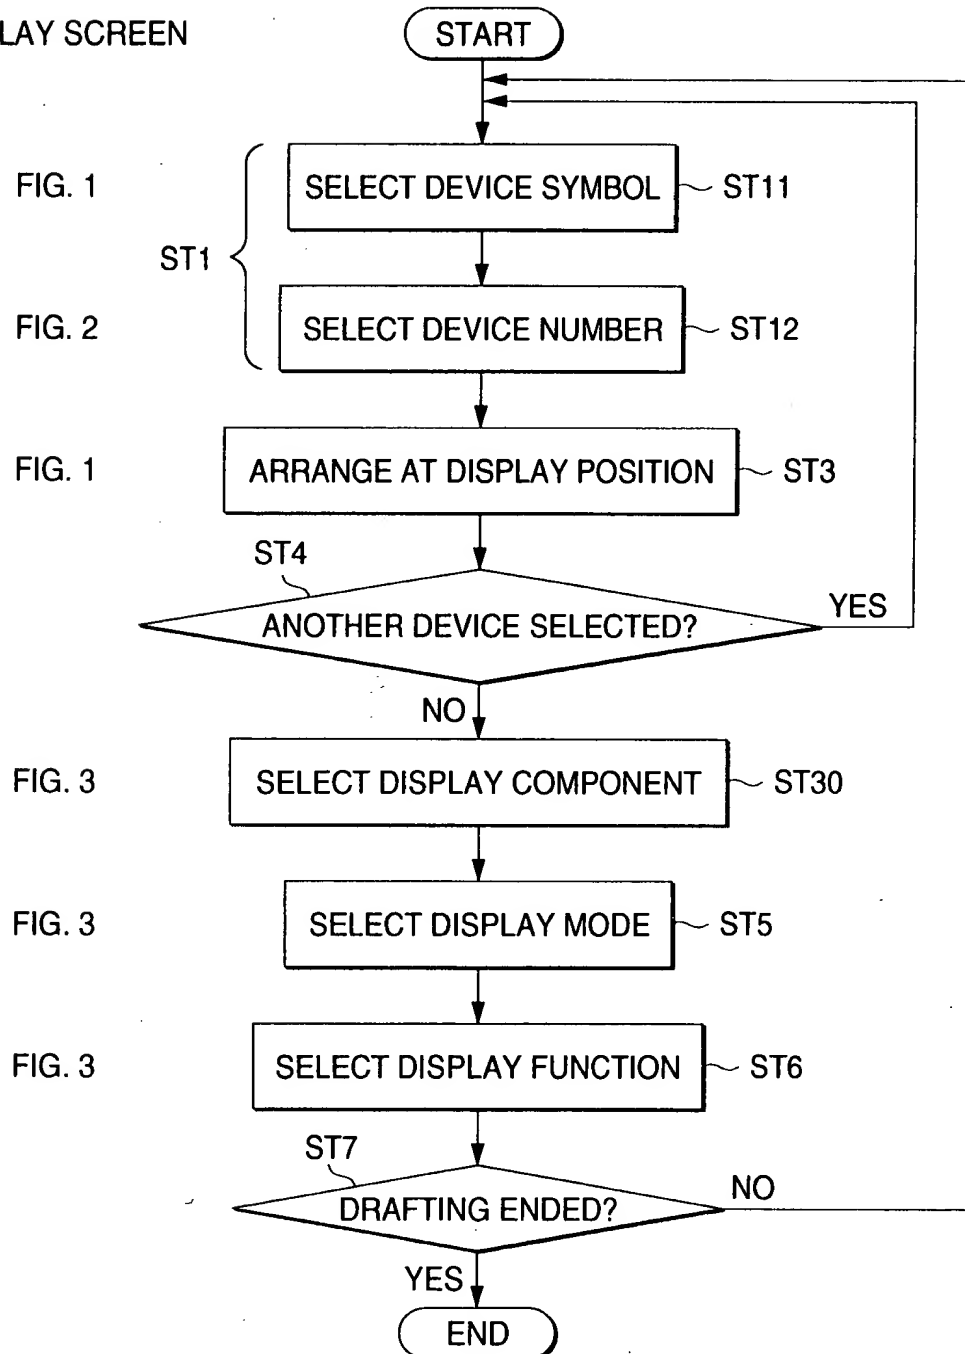 LAY SCREEN
START
FIG. 1
SELECT DEVICE SYMBOL
ST11
ST1
FIG. 2
SELECT DEVICE NUMBER
ST12
FIG. 1
ARRANGE AT DISPLAY POSITION
ST3
ST4
ANOTHER DEVICE SELECTED?
YES
NO
FIG. 3
SELECT DISPLAY COMPONENT
ST30
FIG. 3
SELECT DISPLAY MODE
ST5
FIG. 3
SELECT DISPLAY FUNCTION
ST6
ST7
DRAFTING ENDED?
NO
YES
END